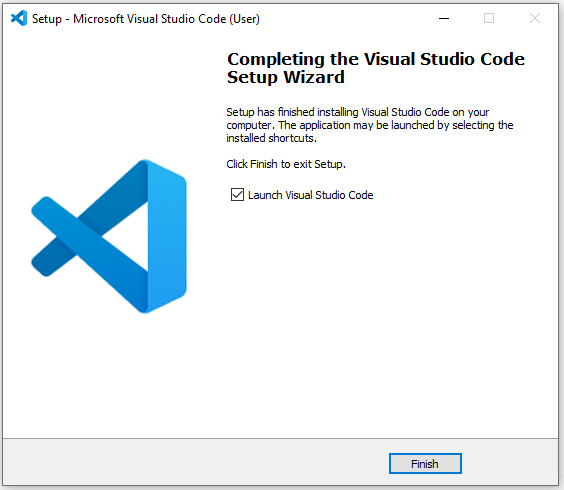 Setup - Microsoft Visual Studio Code (User)
Completing the Visual Studio Code
Setup Wizard
Setup has finished installing Visual Studio Code on your
computer. The application may be launched by selecting the
installed shortcuts.
Click Finish to exit Setup.
Launch Visual Studio Code
Finish